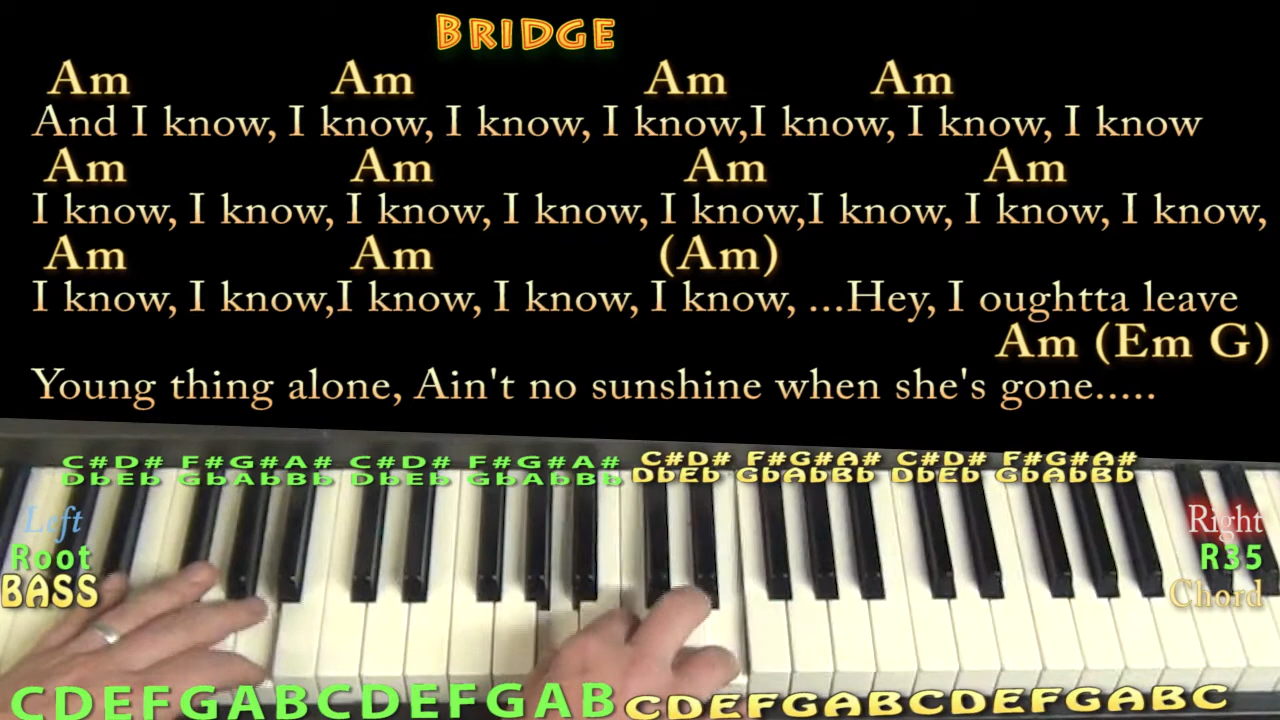 BRIDGE
Am Am Am Am
And I know, I know, I know, I know,I know, I know, I know
Am Am Am Am
I know, I know, I know, I know, I know,I know, I know, I know,
Am Am (Am)
I know, I know,I know, I know, I know, ...Hey, I oughtta leave
Am (Em G)
Young thing alone, Ain't no sunshine when she's gone.....
C#D# F#G#A# C#D# F#G#A# C#D# F#G#A# C#D# F#G#A#
DbEb GbAbBb DbEb GbAbBb DbEb GbAbBb DbEb GbAbBb
Left
Root
BASS
Right
R35
Chord
CDEFGABCDEFGAB CDEFGABCDEFGABC